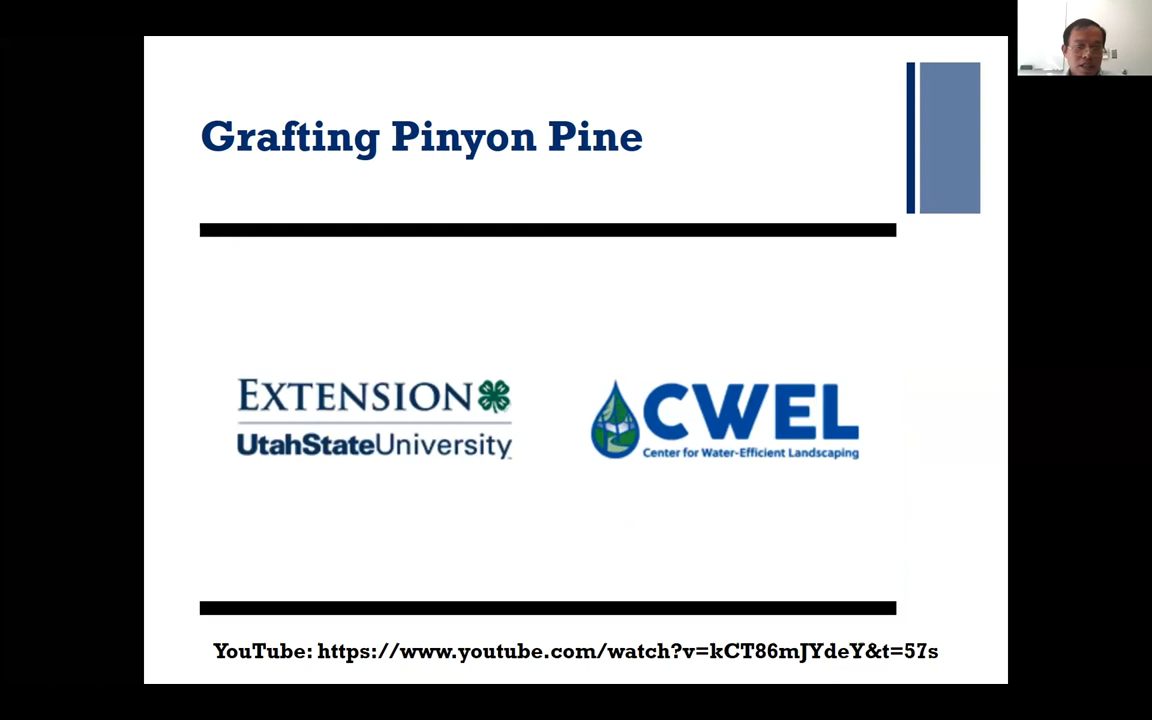 Grafting Pinyon Pine
EXTENSION
UtahStateUniversity
CWEL
Center for Water-Efficient Landscaping
YouTube: https://www.youtube.com/watch?v=kCT86mJYdeY&t=57s